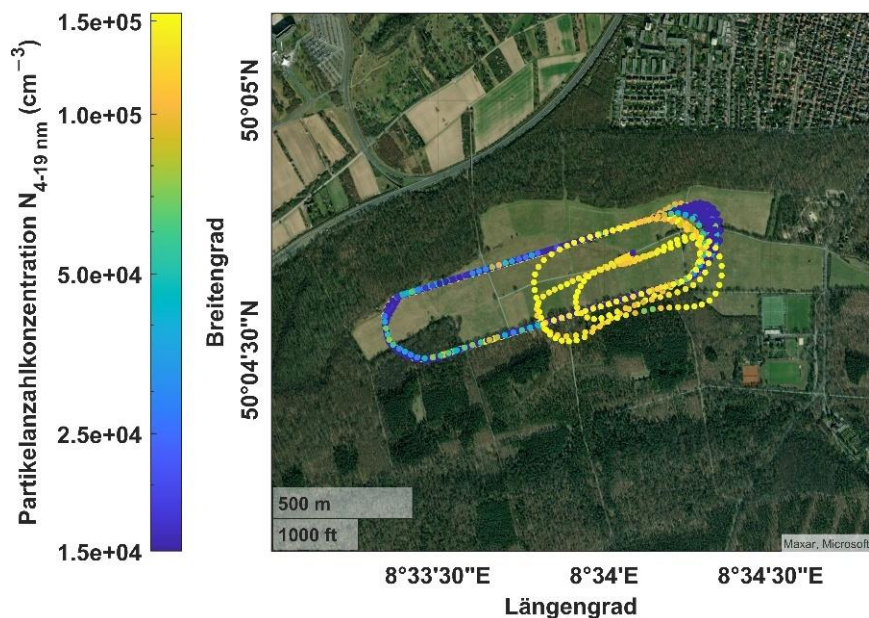 Partikelanzahlkonzentration N4-19 nm (cm−3)
1.5e+05
1.0e+05
5.0e+04
2.5e+04
1.5e+04
Breitengrad
50°05'N
50°04'30"N
500 m
1000 ft
Maxar, Microsoft
8°33'30"E 8°34'E 8°34'30"E
Längengrad